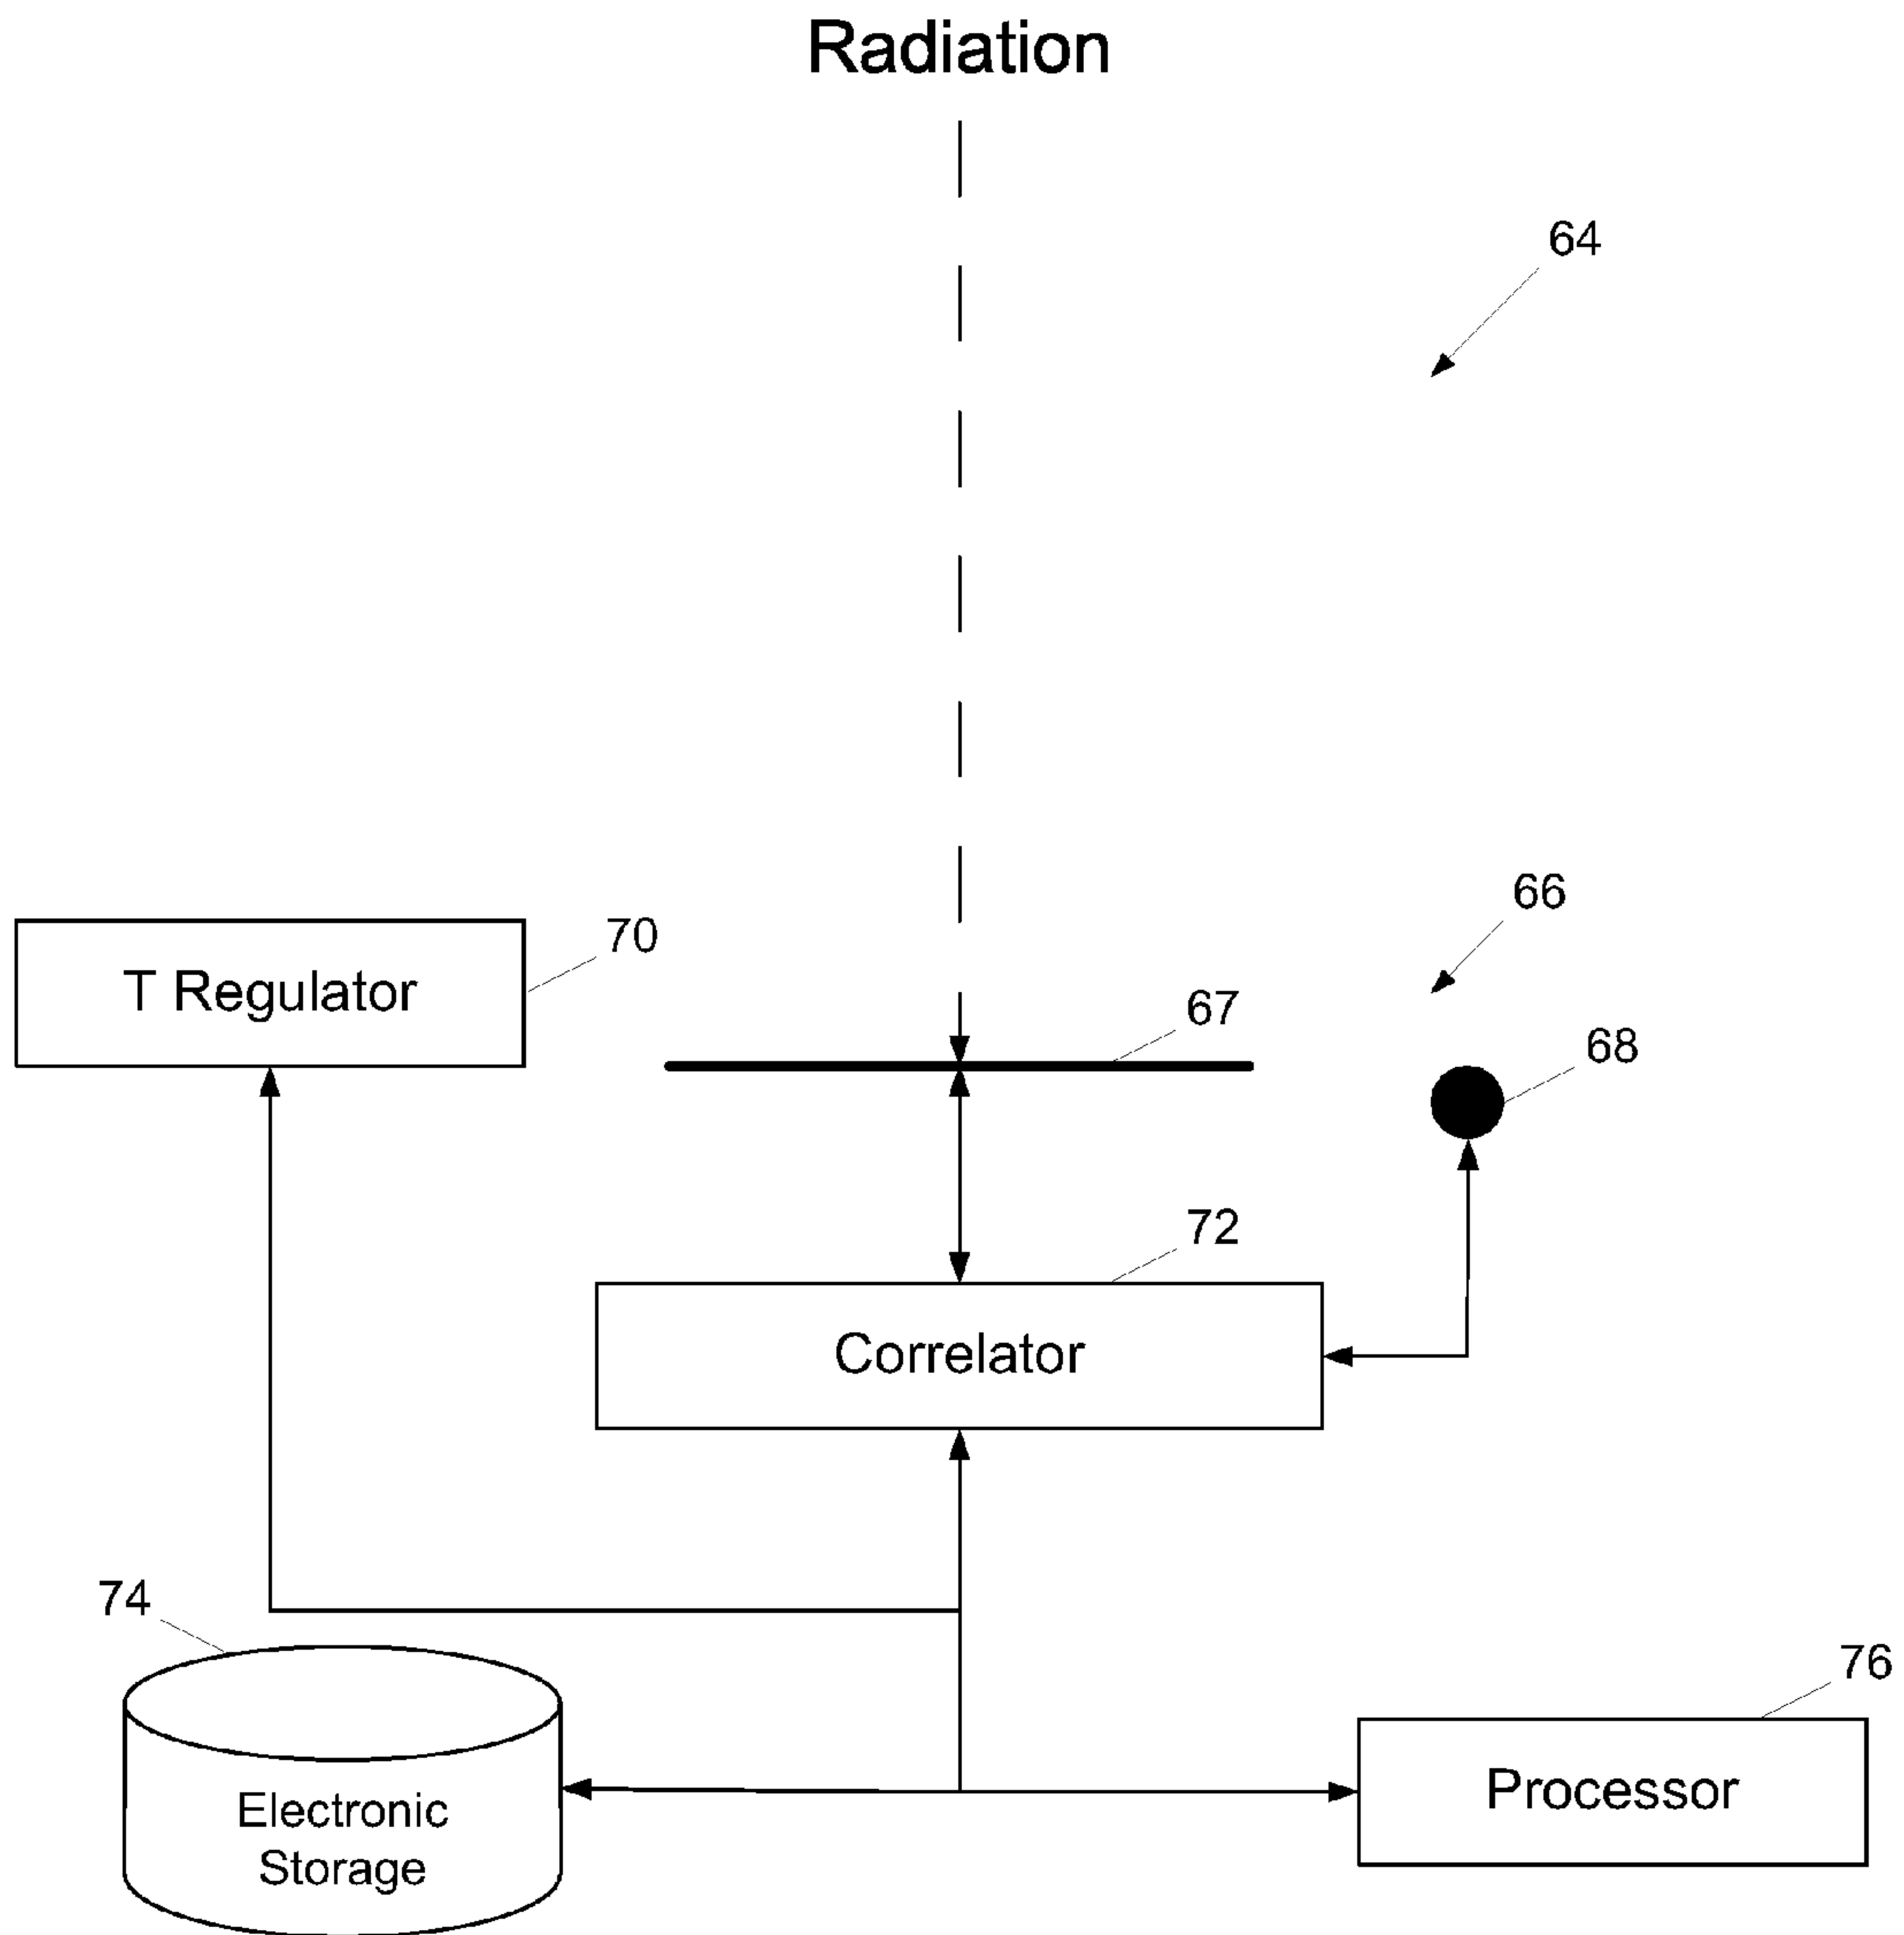 Radiation
64
66
70
T Regulator
67
68
72
Correlator
74
76
Processor
Electronic
Storage